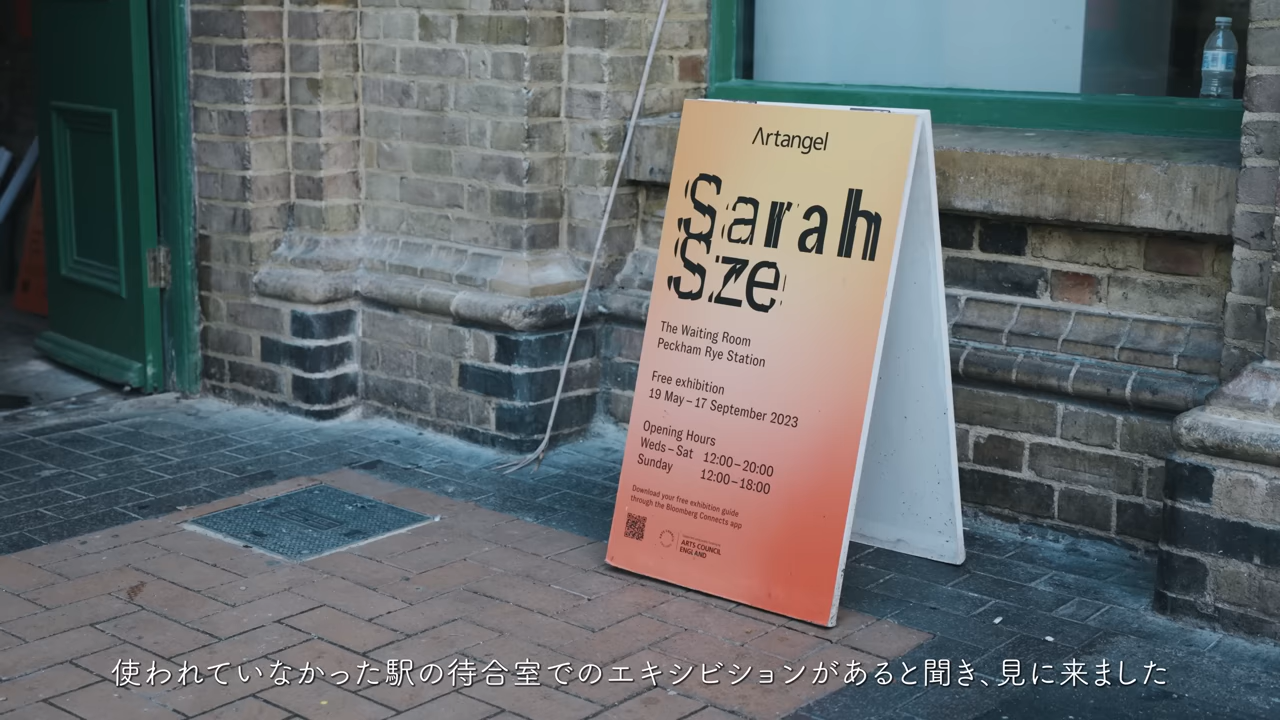 Artangel
Sarah
Sze
The Waiting Room
Peckham Rye Station
Free exhibition
19 May – 17 September 2023
Opening Hours
Weds – Sat 12:00 – 20:00
Sunday 12:00 – 18:00
Download your free exhibition guide
through the Bloomberg Connects app
ARTS COUNCIL
ENGLAND
使われていなかった駅の待合室でのエキシビションがあると聞き、見に来ました